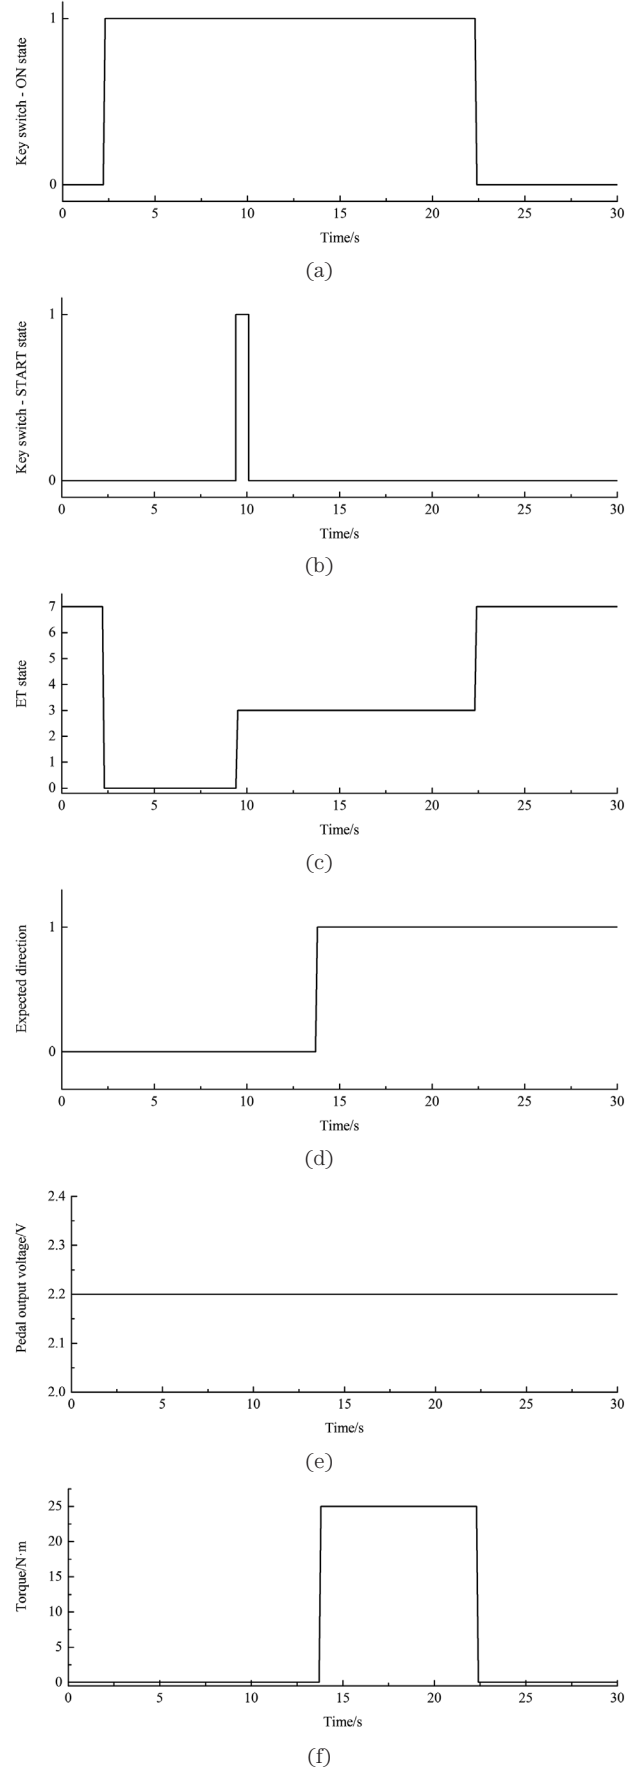 Key switch - ON state
1
0
0 5 10 15 20 25 30
Time/s
(a)
Key switch - START state
1
0
0 5 10 15 20 25 30
Time/s
(b)
ET state
7
6
5
4
3
2
1
0
0 5 10 15 20 25 30
Time/s
(c)
Expected direction
1
0
0 5 10 15 20 25 30
Time/s
(d)
Pedal output voltage/V
2.4
2.3
2.2
2.1
2.0
0 5 10 15 20 25 30
Time/s
(e)
Torque/N·m
25
20
15
10
5
0
0 5 10 15 20 25 30
Time/s
(f)